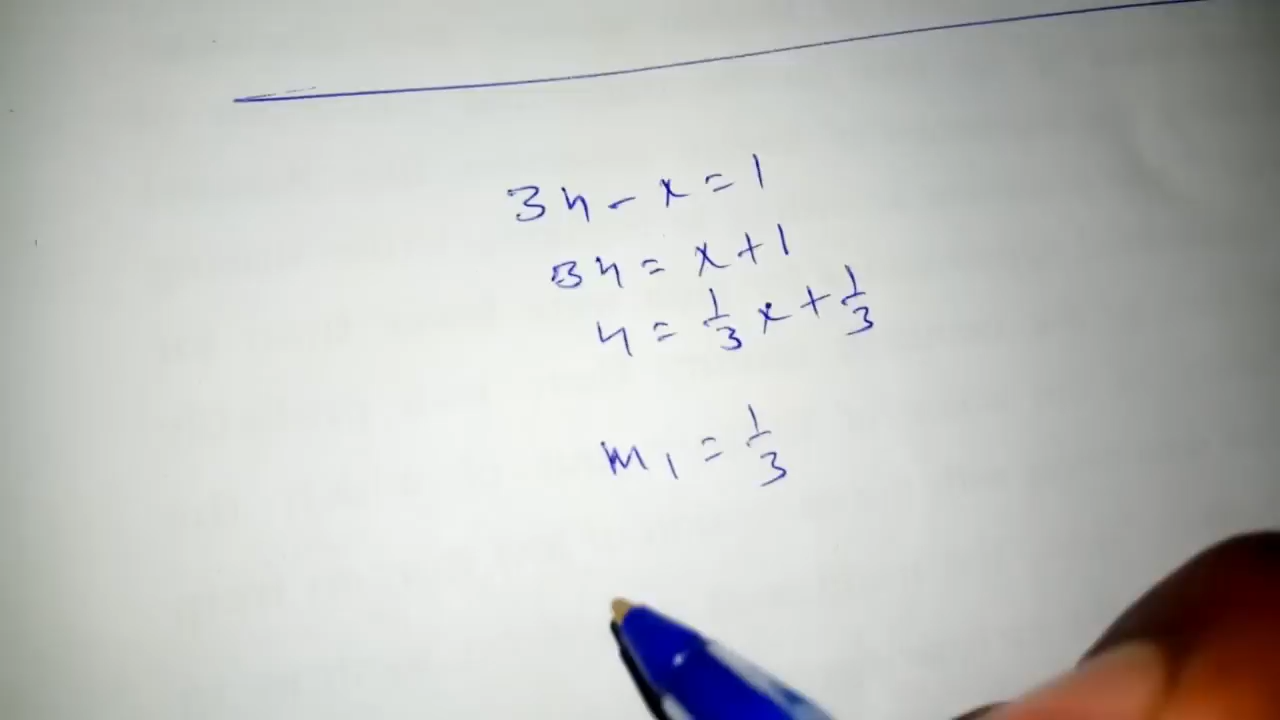 3y - x = 1
3y = x + 1
y = 1/3 x + 1/3
m₁ = 1/3